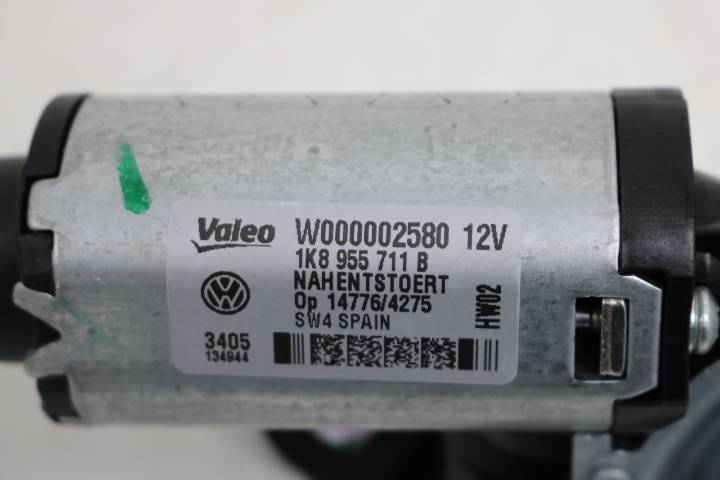 Valeo W000002580 12V
1K8 955 711 B
NAHENTSTOERT
Op 14776/4275
SW4 SPAIN
HW02
3405
134944